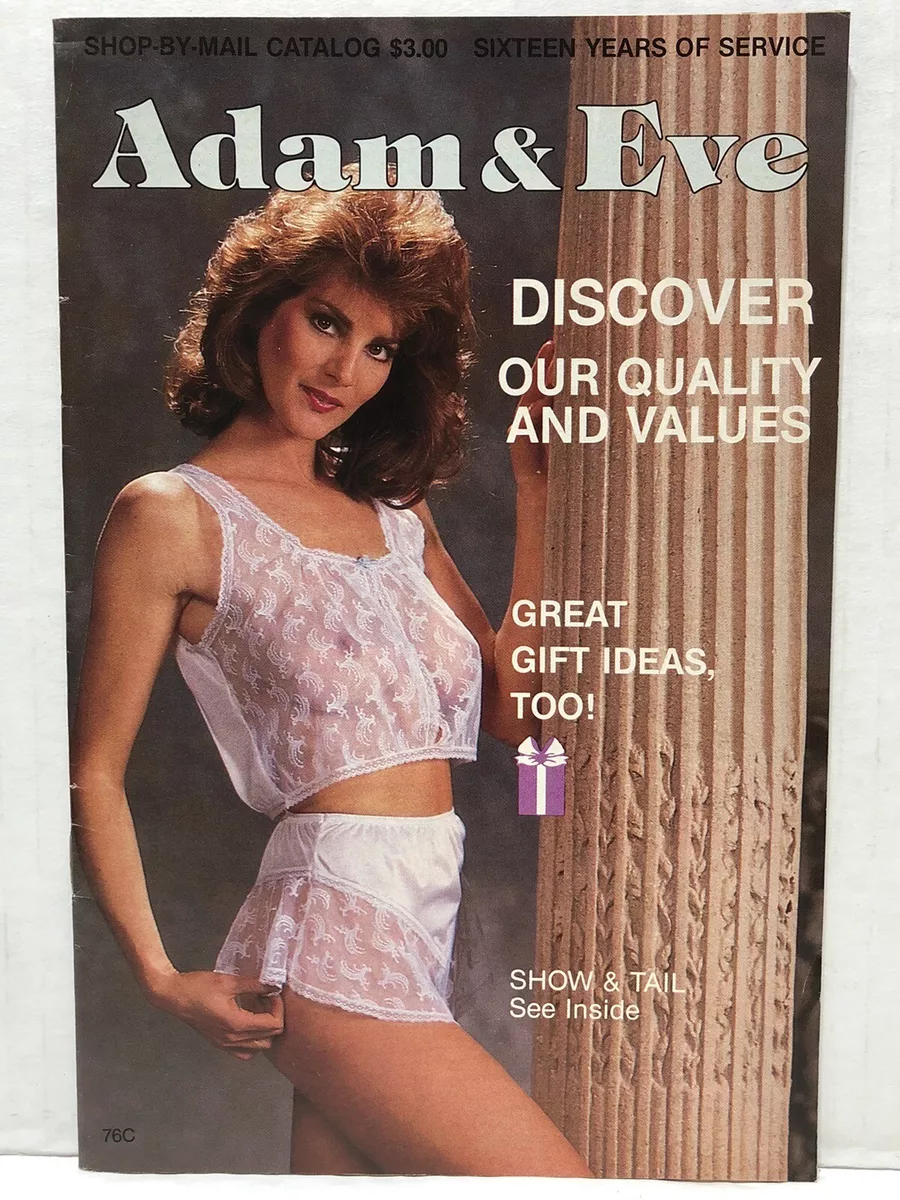 SHOP-BY-MAIL CATALOG $3.00 SIXTEEN YEARS OF SERVICE
Adam & Eve
DISCOVER
OUR QUALITY
AND VALUES
GREAT
GIFT IDEAS,
TOO!
SHOW & TAIL
See Inside
76C